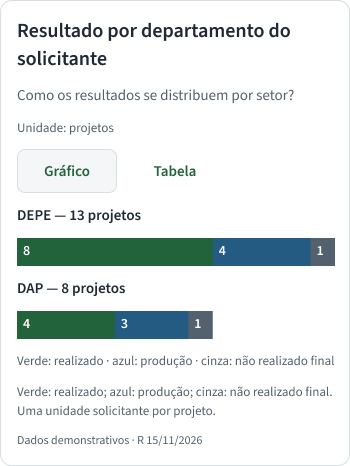 Resultado por departamento do
solicitante
Como os resultados se distribuem por setor?
Unidade: projetos
Gráfico Tabela
DEPE — 13 projetos
8 4 1
DAP — 8 projetos
4 3 1
Verde: realizado · azul: produção · cinza: não realizado final
Verde: realizado; azul: produção; cinza: não realizado final.
Uma unidade solicitante por projeto.
Dados demonstrativos · R 15/11/2026